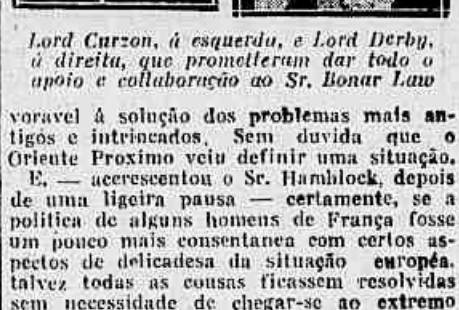 Lord Curzon, á esquerda, e Lord Derby,
á direita, que prometteram dar todo o
apoio e collaboração ao Sr. Bonar Law
voravel á solução dos problemas mais an-
tigos e intrincados. Sem duvida que o
Oriente Proximo veiu definir uma situação.
E. — accrescentou o Sr. Hamblock, depois
de uma ligeira pausa — certamente, se a
politica de alguns homens de França fosse
um pouco mais consentanea com certos as-
pectos de delicadesa da situação européa,
talvez todas as cousas ficassem resolvidas
sem necessidade de chegar-se ao extremo